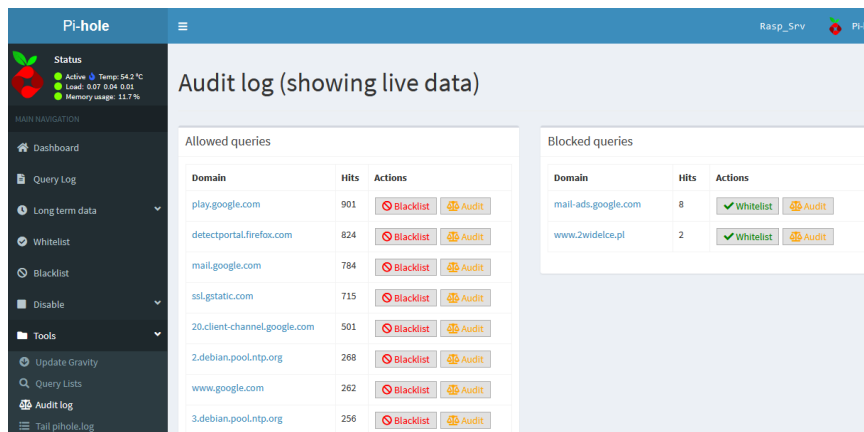 Pi-hole
Rasp_Srv
Status
Active Temp: 54.2 °C
Load: 0.07 0.04 0.01
Memory usage: 11.7 %
MAIN NAVIGATION
Dashboard
Query Log
Long term data
Whitelist
Blacklist
Disable
Tools
Update Gravity
Query Lists
Audit log
Tail pihole.log
Audit log (showing live data)
Allowed queries
Domain Hits Actions
play.google.com 901 Blacklist Audit
detectportal.firefox.com 824 Blacklist Audit
mail.google.com 784 Blacklist Audit
ssl.gstatic.com 715 Blacklist Audit
20.client-channel.google.com 501 Blacklist Audit
2.debian.pool.ntp.org 268 Blacklist Audit
www.google.com 262 Blacklist Audit
3.debian.pool.ntp.org 256 Blacklist Audit
Blocked queries
Domain Hits Actions
mail-ads.google.com 8 Whitelist Audit
www.2widelce.pl 2 Whitelist Audit